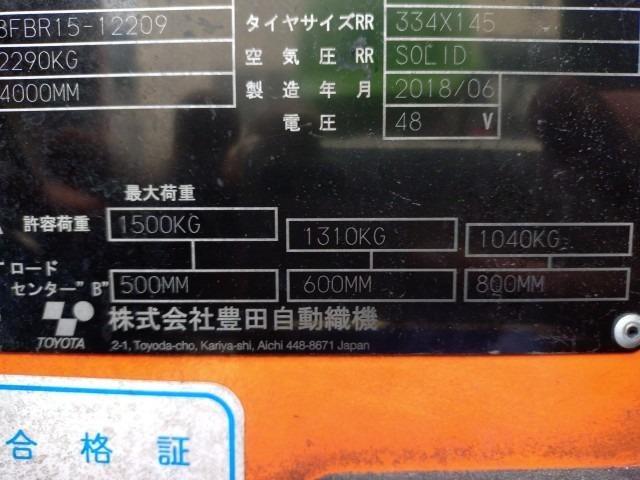 8FBR15-12209 タイヤサイズRR 334X145
2290KG 空気圧 RR SOLID
4000MM 製造年月 2018/06
電圧 48 V
最大荷重
許容荷重 1500KG 1310KG 1040KG
ロード
センター"B" 500MM 600MM 800MM
TOYOTA 株式会社豊田自動織機
2-1, Toyoda-cho, Kariya-shi, Aichi 448-8671 Japan
合格証